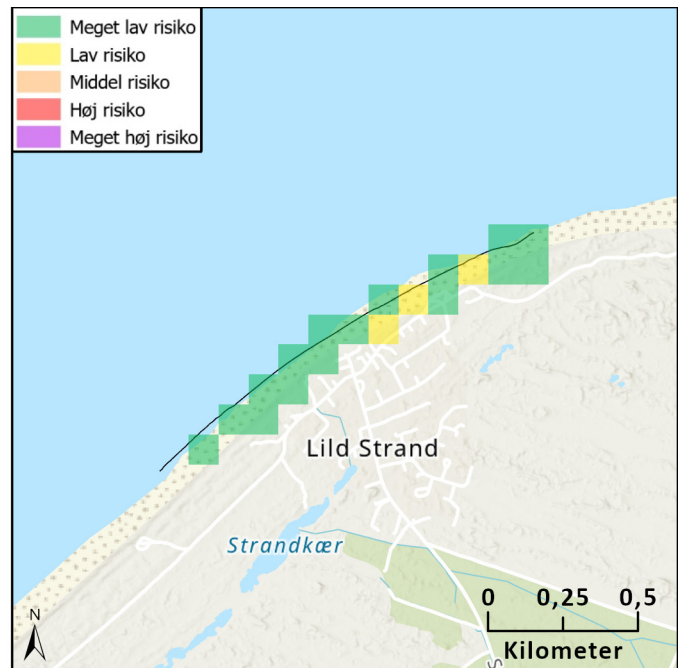 Meget lav risiko
Lav risiko
Middel risiko
Høj risiko
Meget høj risiko
Lild Strand
Strandkær
N
0 0,25 0,5
Kilometer
S